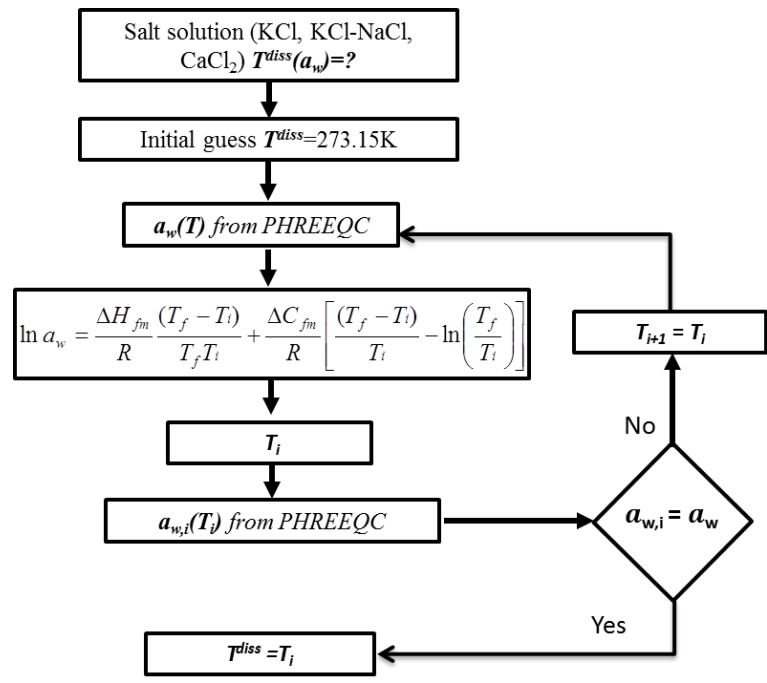 Salt solution (KCl, KCl-NaCl,
CaCl₂) T^diss(a_w)=?
Initial guess T^diss=273.15K
a_w(T) from PHREEQC
ln a_w = ΔH_fm/R (T_f − T_i)/(T_f T_i) + ΔC_fm/R [(T_f − T_i)/T_i − ln(T_f/T_i)]
T_i+1 = T_i
T_i
No
a_w,i(T_i) from PHREEQC
a_w,i = a_w
Yes
T^diss =T_i